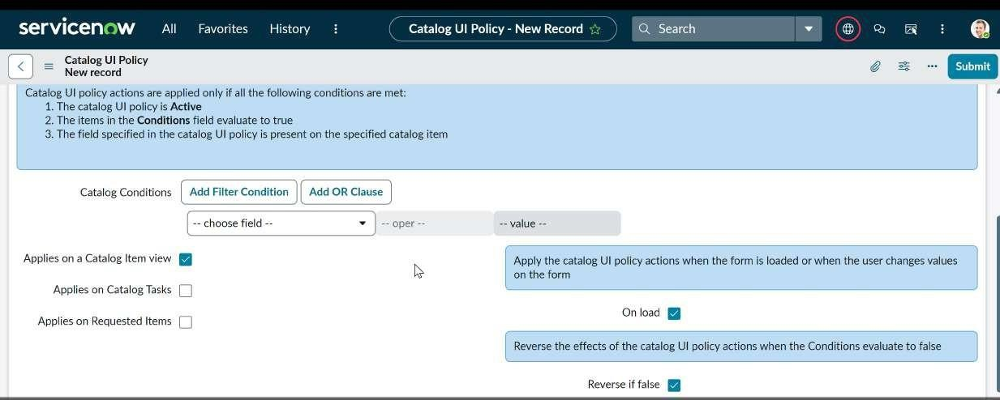 servicenow All Favorites History Catalog UI Policy - New Record Search
Catalog UI Policy
New record
Submit
Catalog UI policy actions are applied only if all the following conditions are met:
1. The catalog UI policy is Active
2. The items in the Conditions field evaluate to true
3. The field specified in the catalog UI policy is present on the specified catalog item
Catalog Conditions Add Filter Condition Add OR Clause
-- choose field -- -- oper -- -- value --
Applies on a Catalog Item view
Applies on Catalog Tasks
Applies on Requested Items
Apply the catalog UI policy actions when the form is loaded or when the user changes values
on the form
On load
Reverse the effects of the catalog UI policy actions when the Conditions evaluate to false
Reverse if false